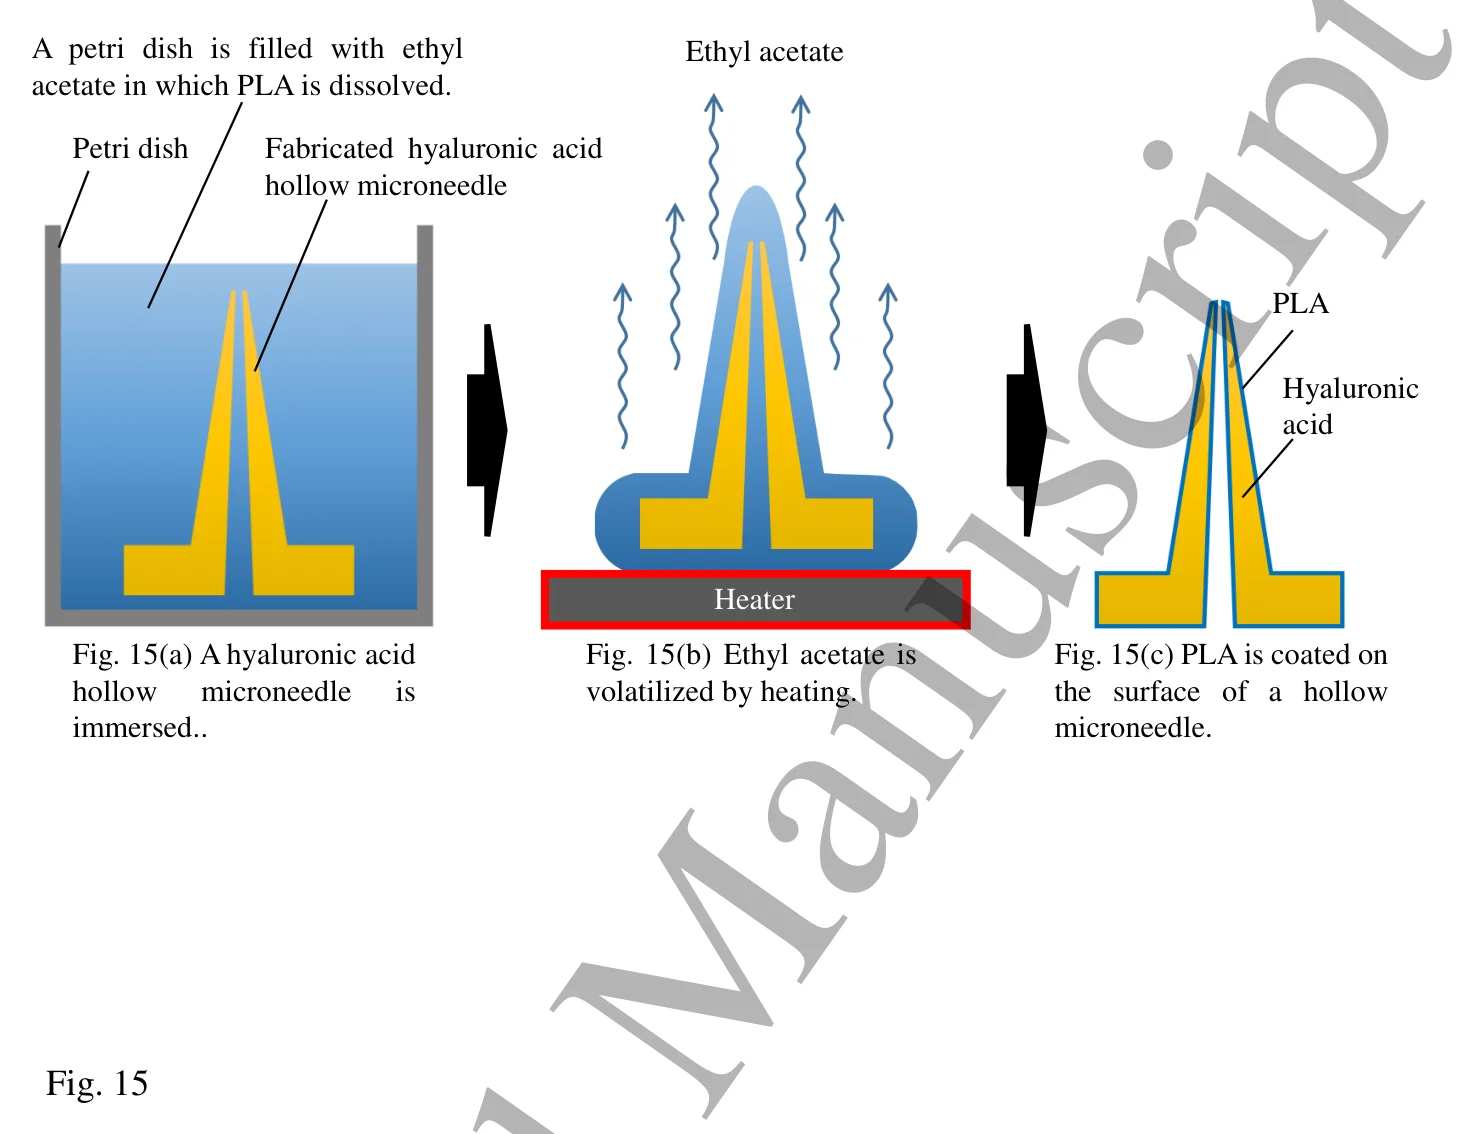 A petri dish is filled with ethyl
acetate in which PLA is dissolved.
Petri dish
Fabricated hyaluronic acid
hollow microneedle
Ethyl acetate
Heater
PLA
Hyaluronic
acid
Fig. 15(a) A hyaluronic acid
hollow microneedle is
immersed..
Fig. 15(b) Ethyl acetate is
volatilized by heating.
Fig. 15(c) PLA is coated on
the surface of a hollow
microneedle.
Fig. 15
Manuscript